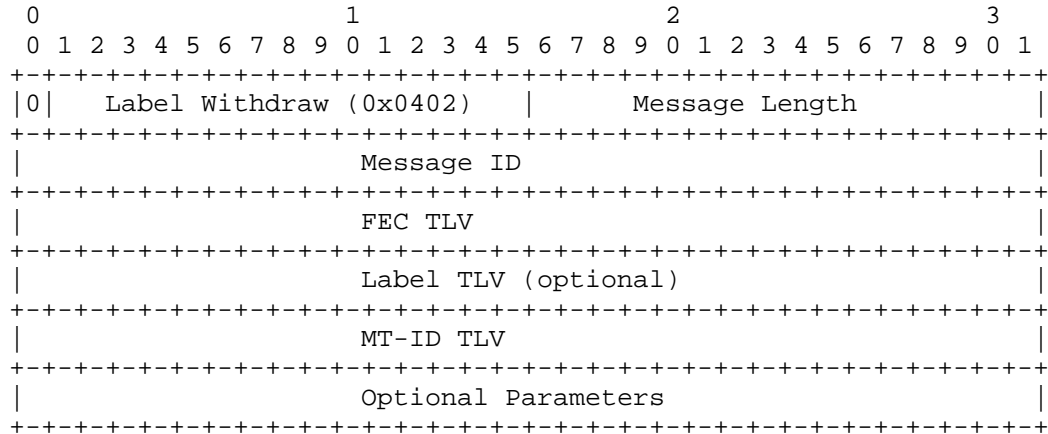 0                   1                   2                   3
 0 1 2 3 4 5 6 7 8 9 0 1 2 3 4 5 6 7 8 9 0 1 2 3 4 5 6 7 8 9 0 1
+-+-+-+-+-+-+-+-+-+-+-+-+-+-+-+-+-+-+-+-+-+-+-+-+-+-+-+-+-+-+-+-+
|0|   Label Withdraw (0x0402)   |      Message Length           |
+-+-+-+-+-+-+-+-+-+-+-+-+-+-+-+-+-+-+-+-+-+-+-+-+-+-+-+-+-+-+-+-+
|                     Message ID                                |
+-+-+-+-+-+-+-+-+-+-+-+-+-+-+-+-+-+-+-+-+-+-+-+-+-+-+-+-+-+-+-+-+
|                     FEC TLV                                   |
+-+-+-+-+-+-+-+-+-+-+-+-+-+-+-+-+-+-+-+-+-+-+-+-+-+-+-+-+-+-+-+-+
|                     Label TLV (optional)                      |
+-+-+-+-+-+-+-+-+-+-+-+-+-+-+-+-+-+-+-+-+-+-+-+-+-+-+-+-+-+-+-+-+
|                     MT-ID TLV                                 |
+-+-+-+-+-+-+-+-+-+-+-+-+-+-+-+-+-+-+-+-+-+-+-+-+-+-+-+-+-+-+-+-+
|                     Optional Parameters                       |
+-+-+-+-+-+-+-+-+-+-+-+-+-+-+-+-+-+-+-+-+-+-+-+-+-+-+-+-+-+-+-+-+